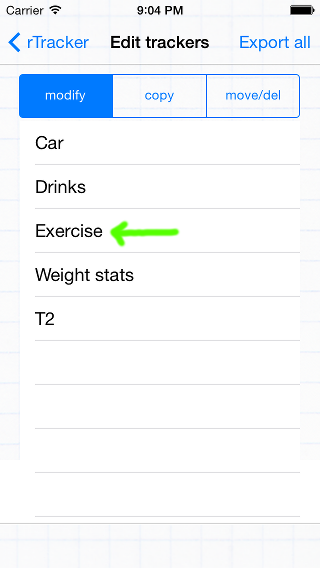 Carrier 9:04 PM
rTracker Edit trackers Export all
modify copy move/del
Car
Drinks
Exercise
Weight stats
T2